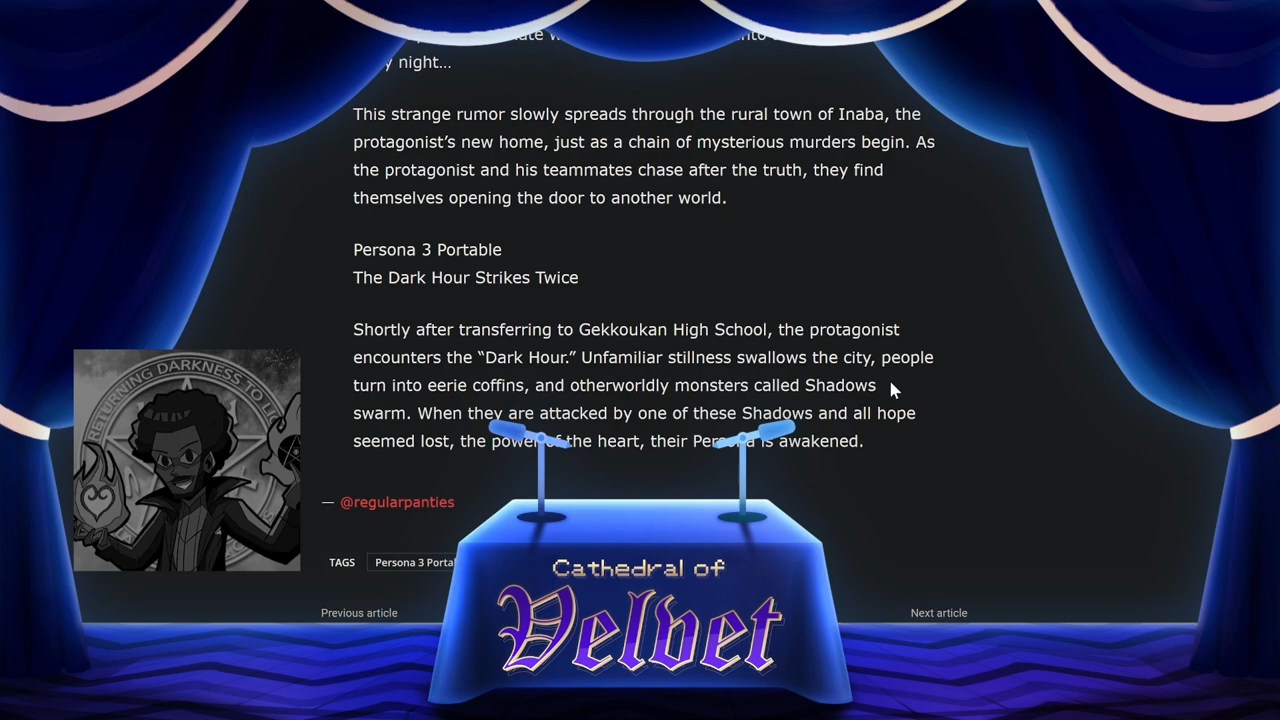 y night...
This strange rumor slowly spreads through the rural town of Inaba, the
protagonist’s new home, just as a chain of mysterious murders begin. As
the protagonist and his teammates chase after the truth, they find
themselves opening the door to another world.
Persona 3 Portable
The Dark Hour Strikes Twice
Shortly after transferring to Gekkoukan High School, the protagonist
encounters the “Dark Hour.” Unfamiliar stillness swallows the city, people
turn into eerie coffins, and otherworldly monsters called Shadows
swarm. When they are attacked by one of these Shadows and all hope
seemed lost, the power of the heart, their Persona is awakened.
RETURNING DARKNESS TO
— @regularpanties
TAGS Persona 3 Porta
Previous article Next article
Cathedral of
Velvet